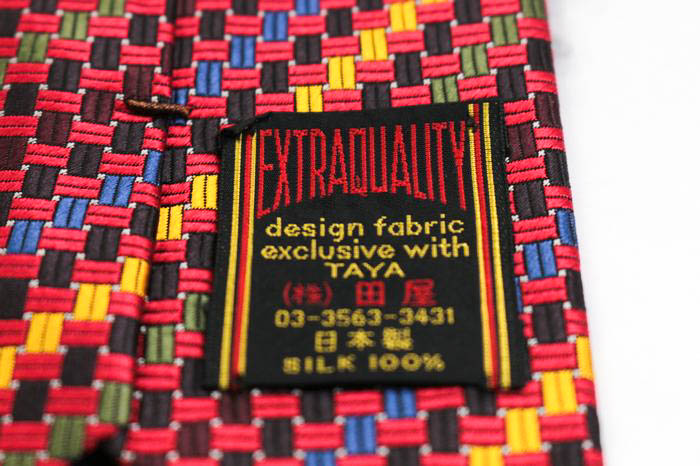 EXTRAQUALITY
design fabric
exclusive with
TAYA
(株) 田屋
03-3563-3431
日本製
SILK 100%